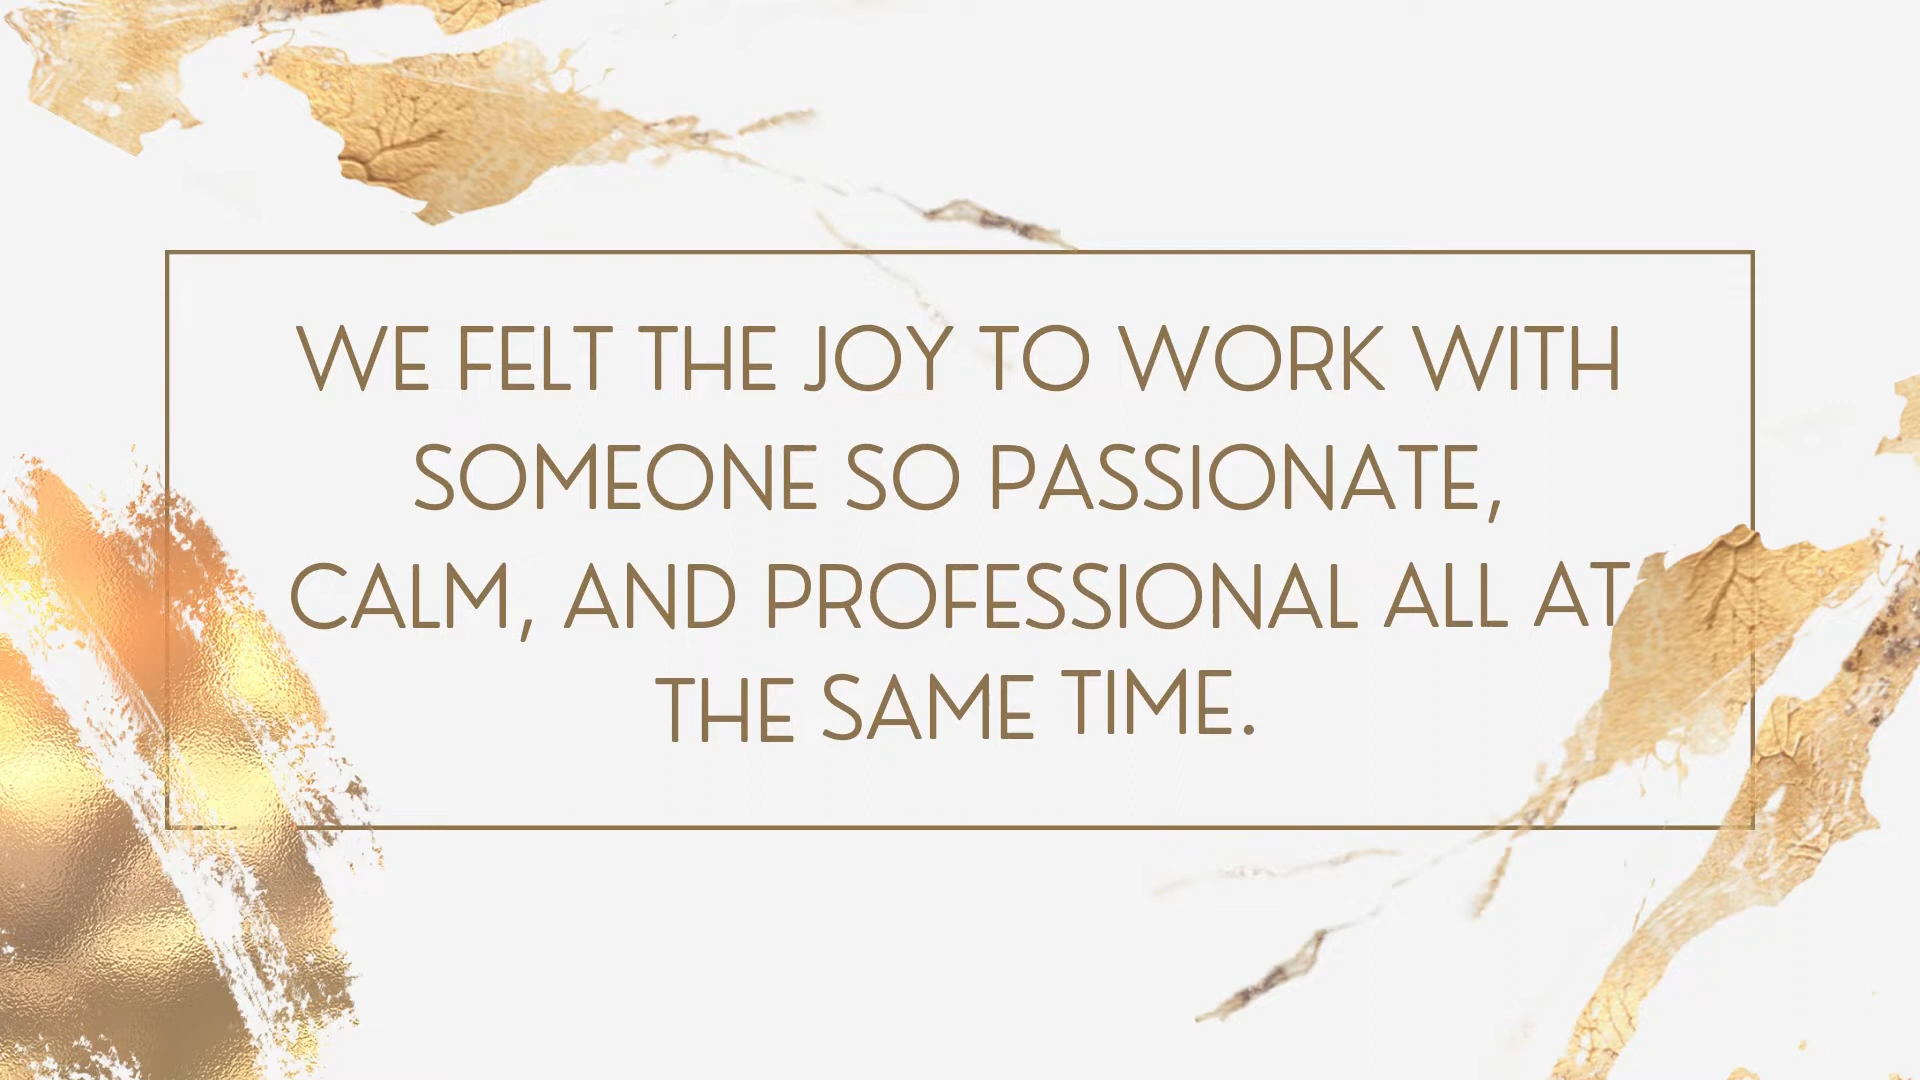 WE FELT THE JOY TO WORK WITH
SOMEONE SO PASSIONATE,
CALM, AND PROFESSIONAL ALL AT
THE SAME TIME.